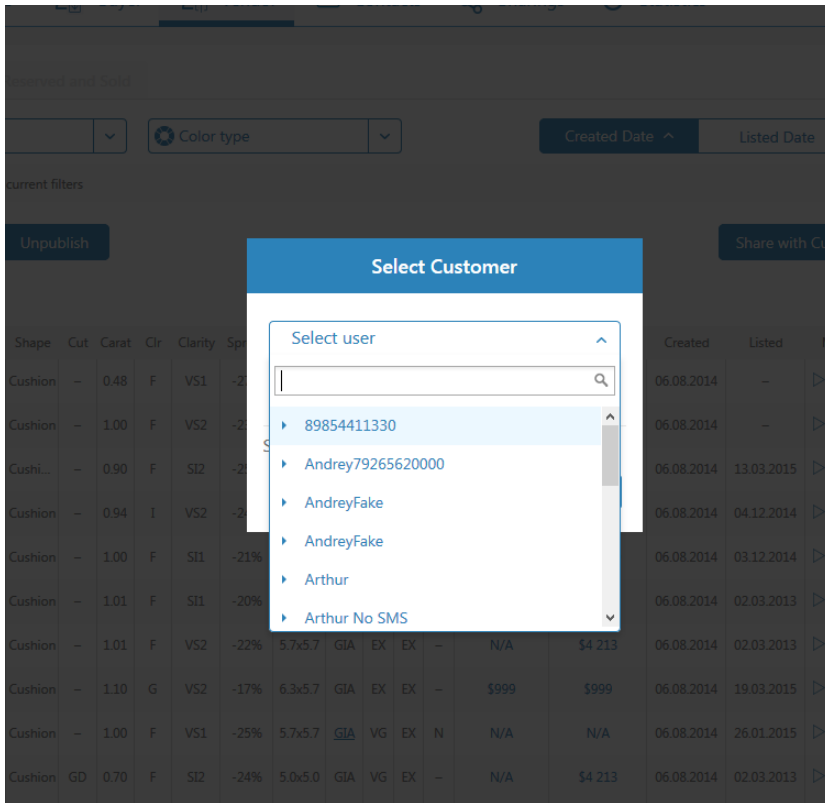 Reserved and Sold
Color type
Created Date
Listed Date
current filters
Unpublish
Share with Cu
Select Customer
Select user
89854411330
Andrey79265620000
AndreyFake
AndreyFake
Arthur
Arthur No SMS
Shape Cut Carat Clr Clarity Spr Created Listed
Cushion – 0.48 F VS1 -2 06.08.2014 –
Cushion – 1.00 F VS2 -2 06.08.2014 –
Cushi... – 0.90 F SI2 -2 06.08.2014 13.03.2015
Cushion – 0.94 I VS2 -2 06.08.2014 04.12.2014
Cushion – 1.00 F SI1 -21% 06.08.2014 03.12.2014
Cushion – 1.01 F SI1 -20% 06.08.2014 02.03.2013
Cushion – 1.01 F VS2 -22% 5.7x5.7 GIA EX EX – N/A $4 213 06.08.2014 02.03.2013
Cushion – 1.10 G VS2 -17% 6.3x5.7 GIA EX EX – $999 $999 06.08.2014 19.03.2015
Cushion – 1.00 F VS1 -25% 5.7x5.7 GIA VG EX N N/A N/A 06.08.2014 26.01.2015
Cushion GD 0.70 F SI2 -24% 5.0x5.0 GIA VG EX – N/A $4 213 06.08.2014 02.03.2013